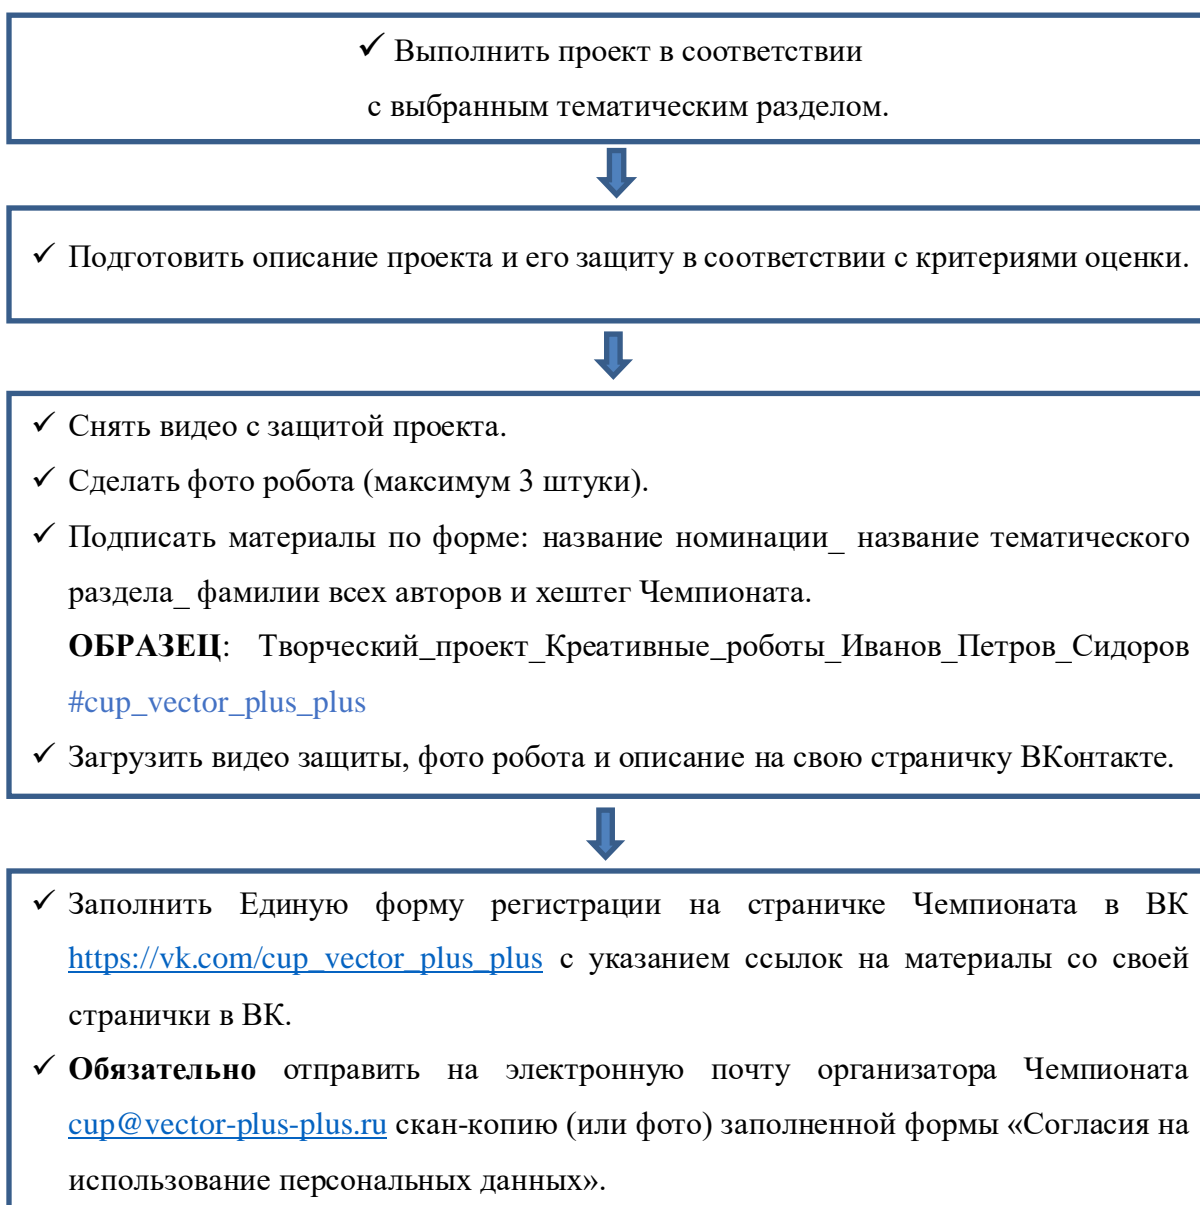 ✓ Выполнить проект в соответствии
с выбранным тематическим разделом.
✓ Подготовить описание проекта и его защиту в соответствии с критериями оценки.
✓ Снять видео с защитой проекта.
✓ Сделать фото робота (максимум 3 штуки).
✓ Подписать материалы по форме: название номинации_ название тематического
раздела_ фамилии всех авторов и хештег Чемпионата.
ОБРАЗЕЦ: Творческий_проект_Креативные_роботы_Иванов_Петров_Сидоров
#cup_vector_plus_plus
✓ Загрузить видео защиты, фото робота и описание на свою страничку ВКонтакте.
✓ Заполнить Единую форму регистрации на страничке Чемпионата в ВК
https://vk.com/cup_vector_plus_plus с указанием ссылок на материалы со своей
странички в ВК.
✓ Обязательно отправить на электронную почту организатора Чемпионата
cup@vector-plus-plus.ru скан-копию (или фото) заполненной формы «Согласия на
использование персональных данных».